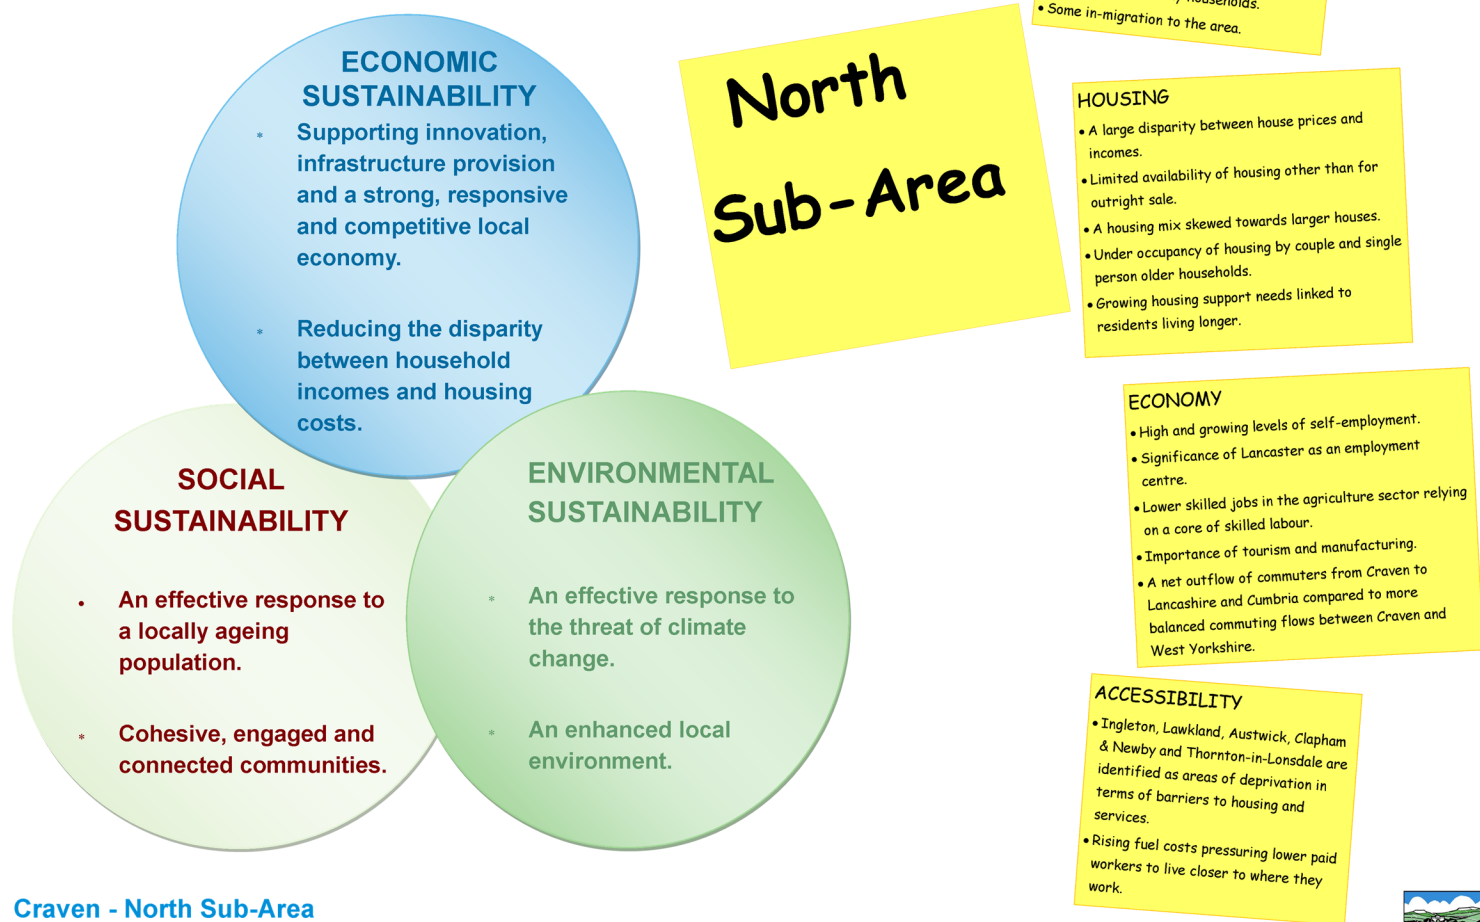 ECONOMIC
SUSTAINABILITY
* Supporting innovation,
infrastructure provision
and a strong, responsive
and competitive local
economy.
* Reducing the disparity
between household
incomes and housing
costs.
SOCIAL
SUSTAINABILITY
• An effective response to
a locally ageing
population.
* Cohesive, engaged and
connected communities.
ENVIRONMENTAL
SUSTAINABILITY
* An effective response to
the threat of climate
change.
* An enhanced local
environment.
North
Sub-Area
households.
• Some in-migration to the area.
HOUSING
• A large disparity between house prices and
incomes.
• Limited availability of housing other than for
outright sale.
• A housing mix skewed towards larger houses.
• Under occupancy of housing by couple and single
person older households.
• Growing housing support needs linked to
residents living longer.
ECONOMY
• High and growing levels of self-employment.
• Significance of Lancaster as an employment
centre.
• Lower skilled jobs in the agriculture sector relying
on a core of skilled labour.
• Importance of tourism and manufacturing.
• A net outflow of commuters from Craven to
Lancashire and Cumbria compared to more
balanced commuting flows between Craven and
West Yorkshire.
ACCESSIBILITY
• Ingleton, Lawkland, Austwick, Clapham
& Newby and Thornton-in-Lonsdale are
identified as areas of deprivation in
terms of barriers to housing and
services.
• Rising fuel costs pressuring lower paid
workers to live closer to where they
work.
Craven - North Sub-Area